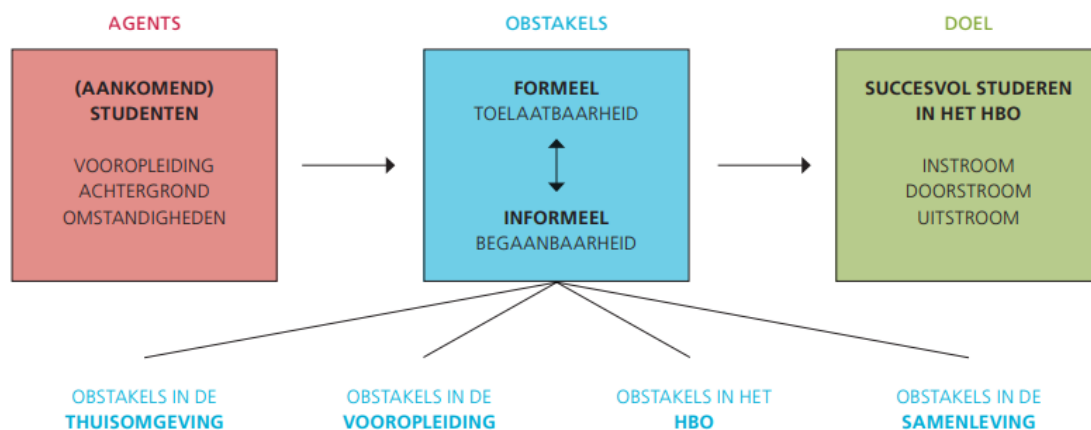 AGENTS
(AANKOMEND)
STUDENTEN
VOOROPLEIDING
ACHTERGROND
OMSTANDIGHEDEN
OBSTAKELS
FORMEEL
TOELAATBAARHEID
INFORMEEL
BEGAANBAARHEID
DOEL
SUCCESVOL STUDEREN
IN HET HBO
INSTROOM
DOORSTROOM
UITSTROOM
OBSTAKELS IN DE
THUISOMGEVING
OBSTAKELS IN DE
VOOROPLEIDING
OBSTAKELS IN HET
HBO
OBSTAKELS IN DE
SAMENLEVING